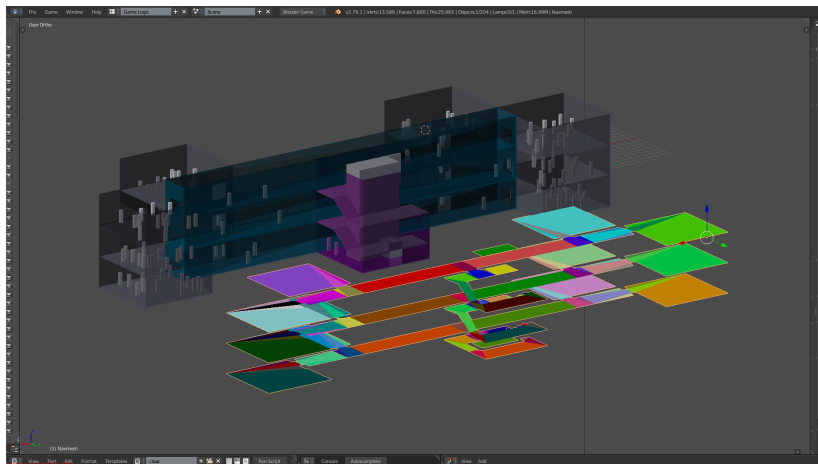 File Game Window Help Game Logic Scene Blender Game v2.79.1 | Verts:13,586 | Faces:7,800 | Tris:25,965 | Objects:1/204 | Lamps:0/1 | Mem:16.99M | Navmesh
User Ortho
(1) Navmesh
View Text Edit Format Templates clear Run Script Console Autocomplete View Add